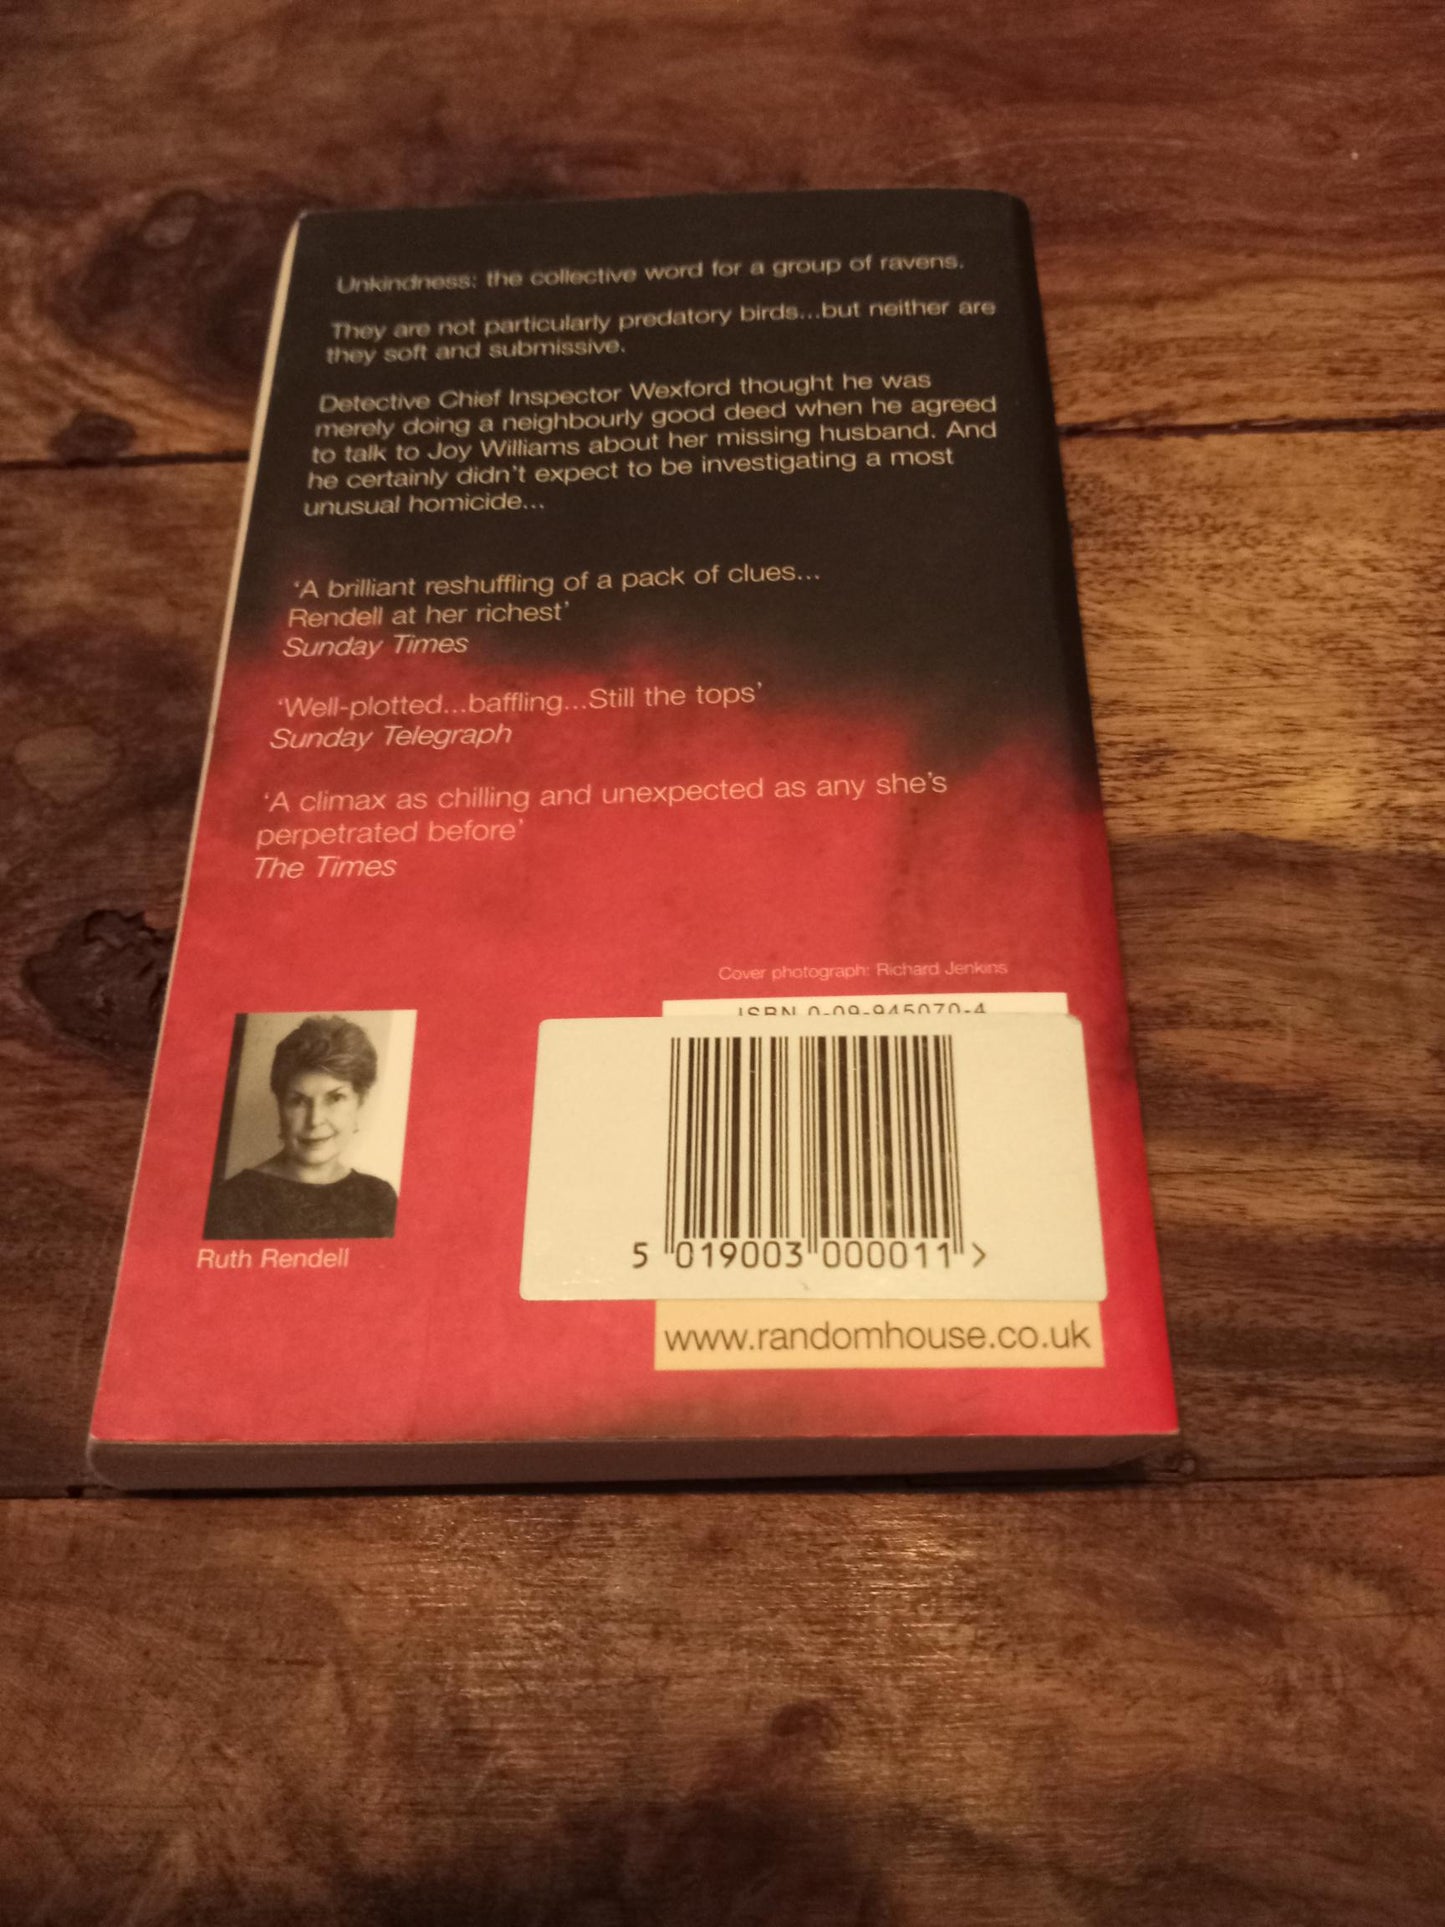 Unkindness: the collective word for a group of ravens.
They are not particularly predatory birds...but neither are
they soft and submissive.
Detective Chief Inspector Wexford thought he was
merely doing a neighbourly good deed when he agreed
to talk to Joy Williams about her missing husband. And
he certainly didn't expect to be investigating a most
unusual homicide...
‘A brilliant reshuffling of a pack of clues...
Rendell at her richest’
Sunday Times
‘Well-plotted...baffling...Still the tops’
Sunday Telegraph
‘A climax as chilling and unexpected as any she's
perpetrated before’
The Times
Cover photograph: Richard Jenkins
ISBN 0-09-945070-4
5 019003 000011 >
Ruth Rendell
www.randomhouse.co.uk